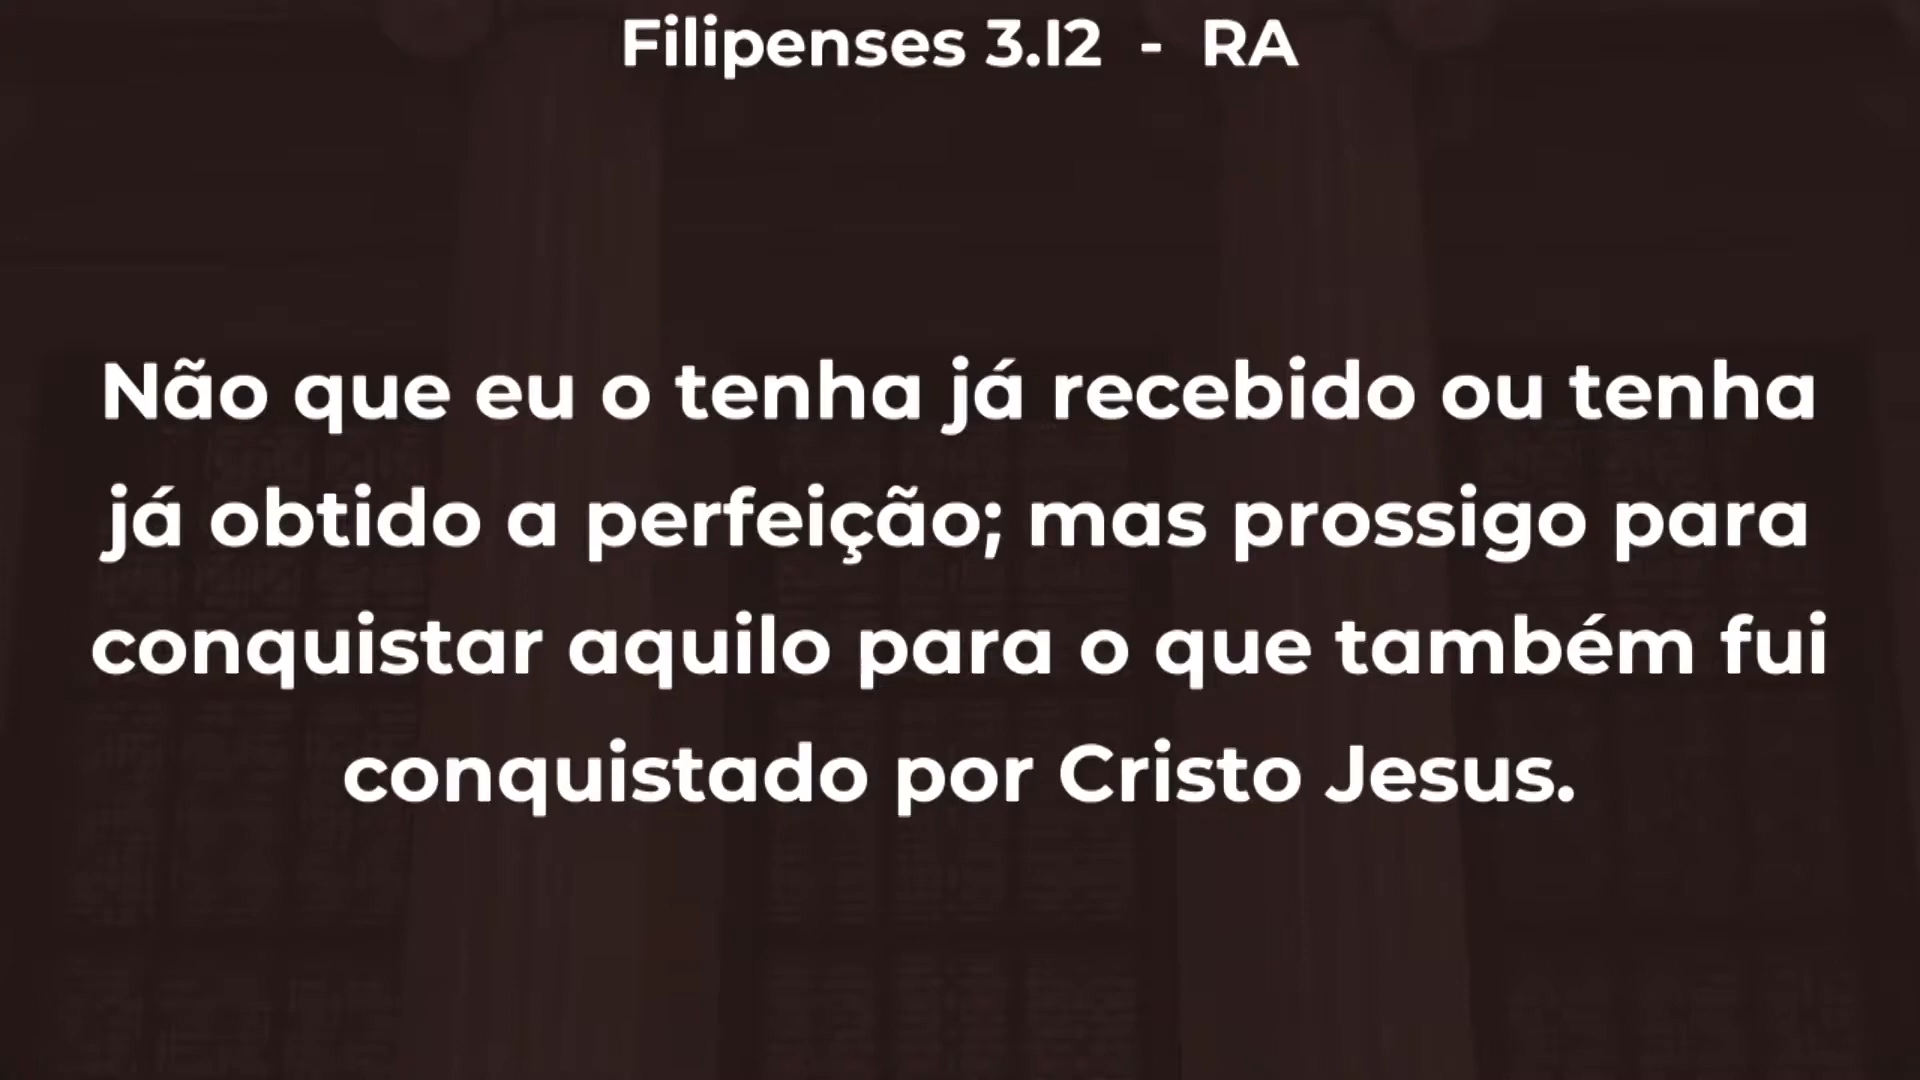 Filipenses 3.12 - RA
Não que eu o tenha já recebido ou tenha
já obtido a perfeição; mas prossigo para
conquistar aquilo para o que também fui
conquistado por Cristo Jesus.